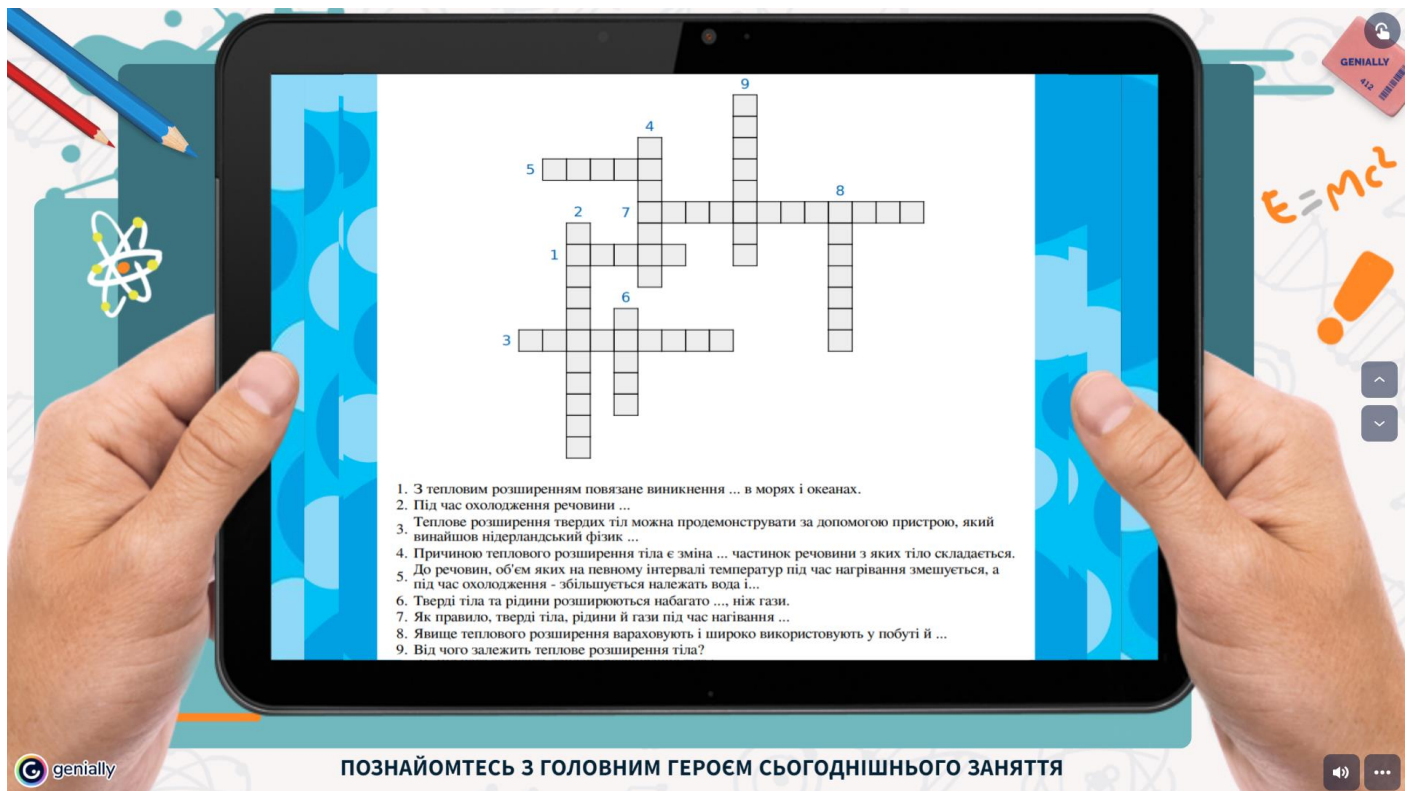 GENIALLY
412
E=mc²
9
4
5
8
2
7
1
6
3
1. З тепловим розширенням повязане виникнення ... в морях і океанах.
2. Під час охолодження речовини ...
3. Теплове розширення твердих тіл можна продемонструвати за допомогою пристрою, який
винайшов нідерландський фізик ...
4. Причиною теплового розширення тіла є зміна ... частинок речовини з яких тіло складається.
5. До речовин, об'єм яких на певному інтервалі температур під час нагрівання змешується, а
під час охолодження - збільшується належать вода і...
6. Тверді тіла та рідини розширюються набагато ..., ніж гази.
7. Як правило, тверді тіла, рідини й гази під час нагівання ...
8. Явище теплового розширення вараховують і широко використовують у побуті й ...
9. Від чого залежить теплове розширення тіла?
genially
ПОЗНАЙОМТЕСЬ З ГОЛОВНИМ ГЕРОЄМ СЬОГОДНІШНЬОГО ЗАНЯТТЯ